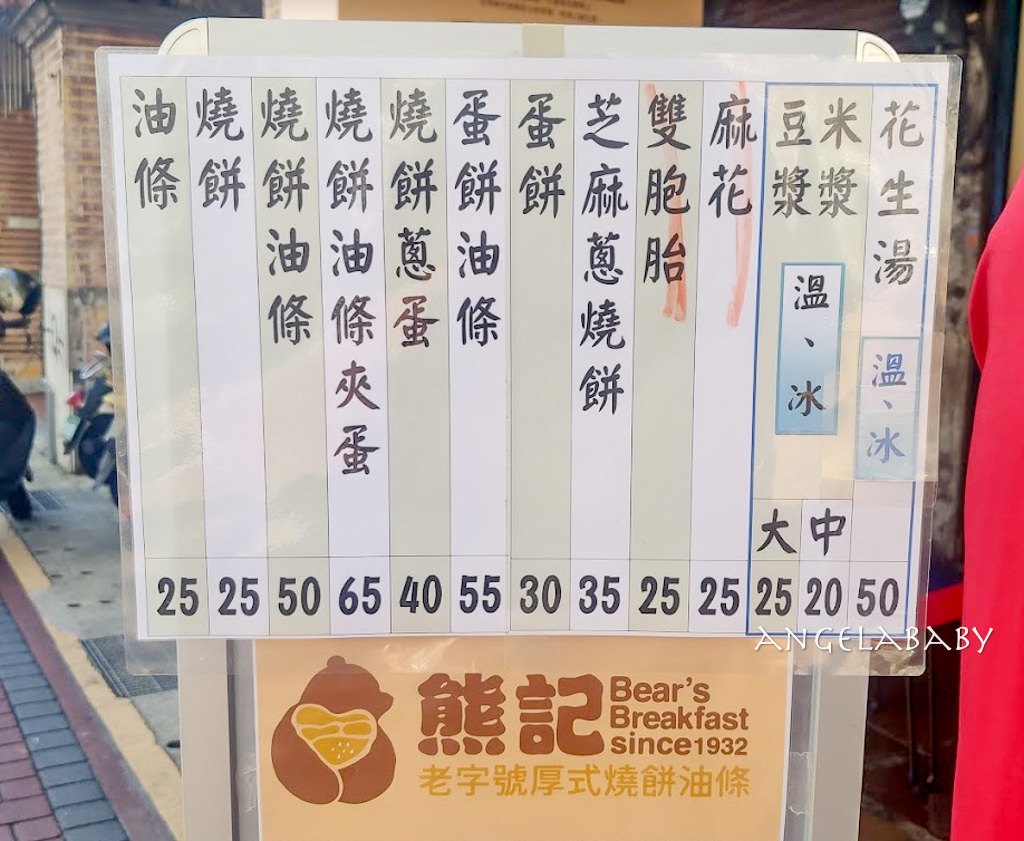 油條
燒餅
燒餅油條
燒餅油條夾蛋
燒餅蔥蛋
蛋餅油條
蛋餅
芝麻蔥燒餅
雙胞胎
麻花
豆漿
米漿
溫、冰
花生湯
溫、冰
大 中
25 25 50 65 40 55 30 35 25 25 25 20 50
ANGELABABY
熊記
Bear's
Breakfast
since1932
老字號厚式燒餅油條